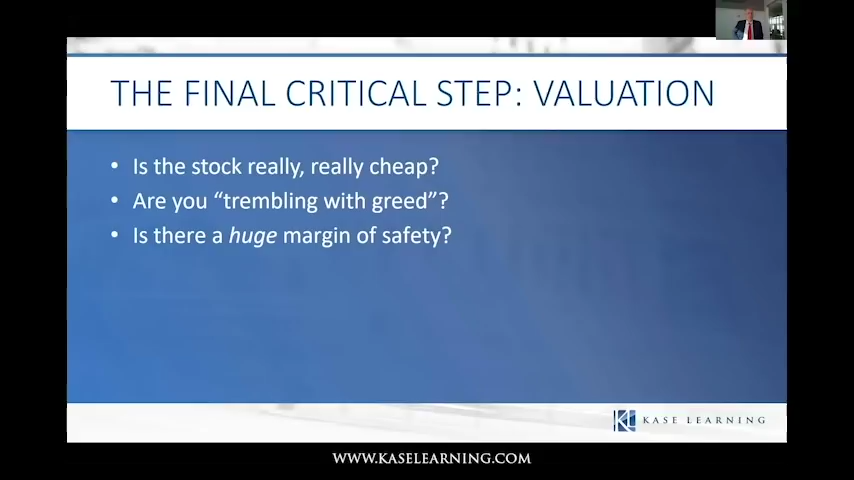 THE FINAL CRITICAL STEP: VALUATION
• Is the stock really, really cheap?
• Are you “trembling with greed”?
• Is there a huge margin of safety?
KL KASE LEARNING
WWW.KASELEARNING.COM